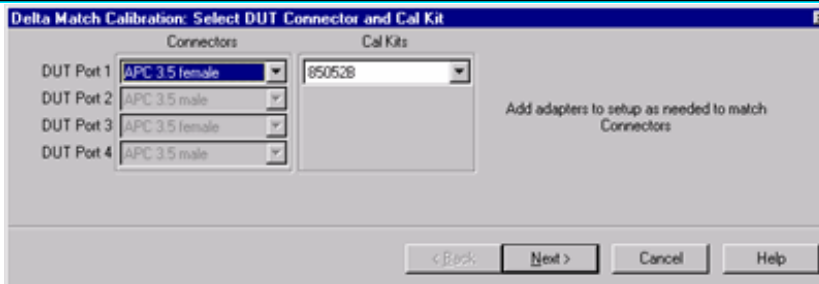 Delta Match Calibration: Select DUT Connector and Cal Kit
Connectors
Cal Kits
DUT Port 1 APC 3.5 female
85052B
DUT Port 2 APC 3.5 male
DUT Port 3 APC 3.5 female
DUT Port 4 APC 3.5 male
Add adapters to setup as needed to match
Connectors
< Back
Next >
Cancel
Help